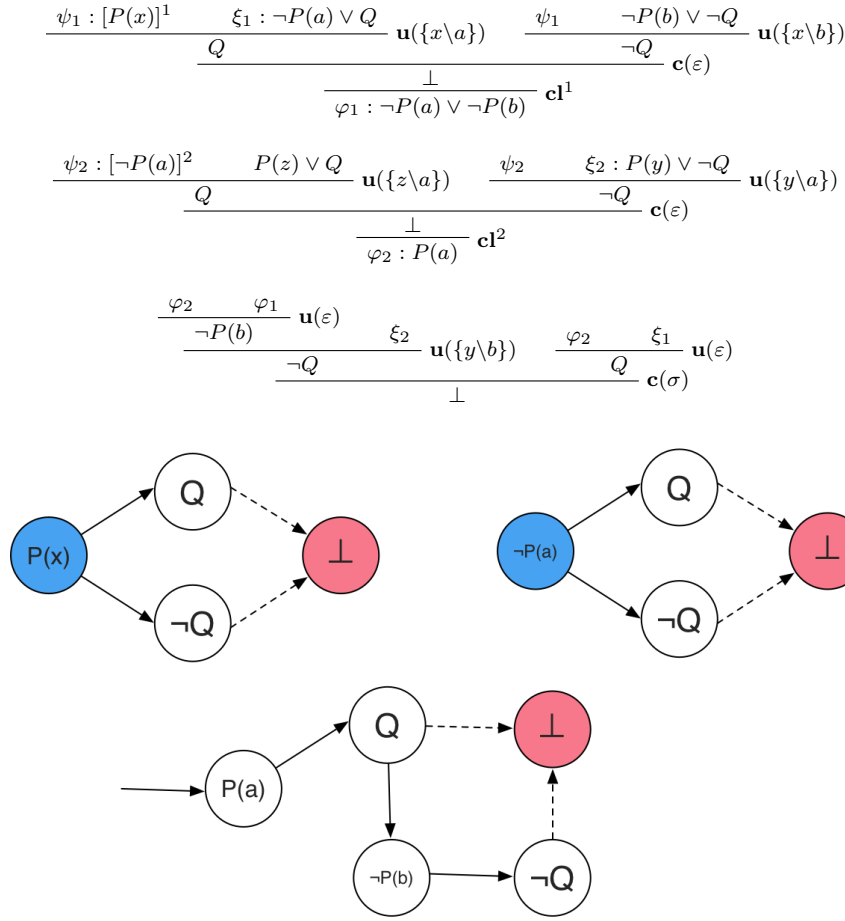 ψ₁ : [P(x)]¹ ξ₁ : ¬P(a) ∨ Q u({x\a}) ψ₁ ¬P(b) ∨ ¬Q u({x\b})
Q ¬Q c(ε)
⊥ cl¹
φ₁ : ¬P(a) ∨ ¬P(b)
ψ₂ : [¬P(a)]² P(z) ∨ Q u({z\a}) ψ₂ ξ₂ : P(y) ∨ ¬Q u({y\a})
Q ¬Q c(ε)
⊥ cl²
φ₂ : P(a)
φ₂ φ₁ u(ε)
¬P(b) ξ₂ u({y\b}) φ₂ ξ₁ u(ε)
¬Q Q c(σ)
⊥
Q
P(x) ⊥
¬Q
Q
¬P(a) ⊥
¬Q
Q ⊥
P(a)
¬P(b) ¬Q